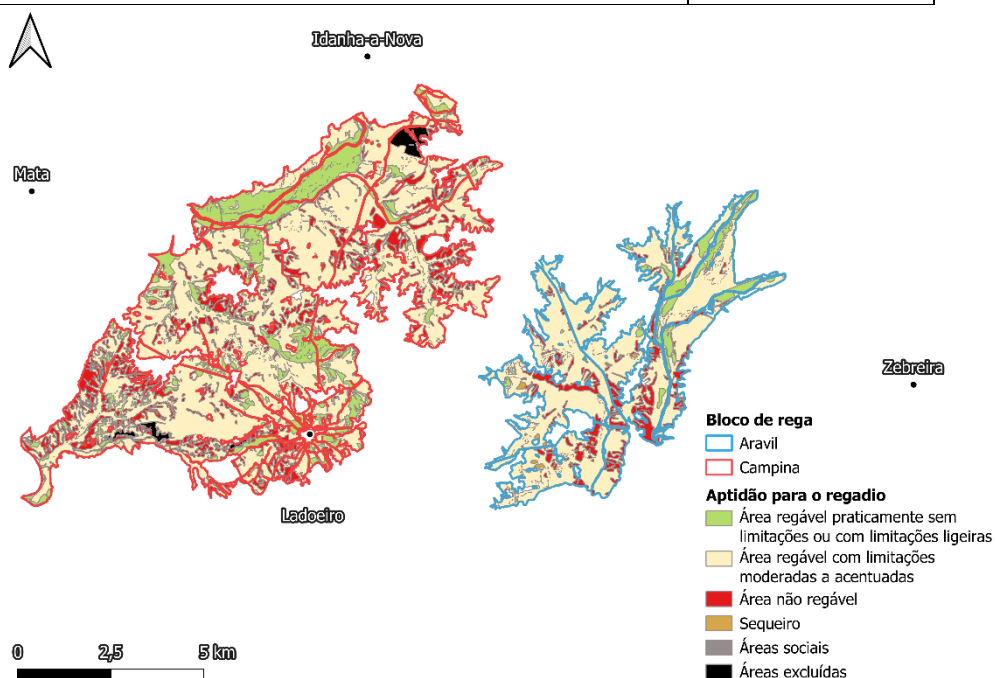 Idanha-a-Nova
Mata
Zebreira
Ladoeiro
Bloco de rega
Aravil
Campina
Aptidão para o regadio
Área regável praticamente sem
limitações ou com limitações ligeiras
Área regável com limitações
moderadas a acentuadas
Área não regável
Sequeiro
Áreas sociais
Áreas excluídas
0 2,5 5 km